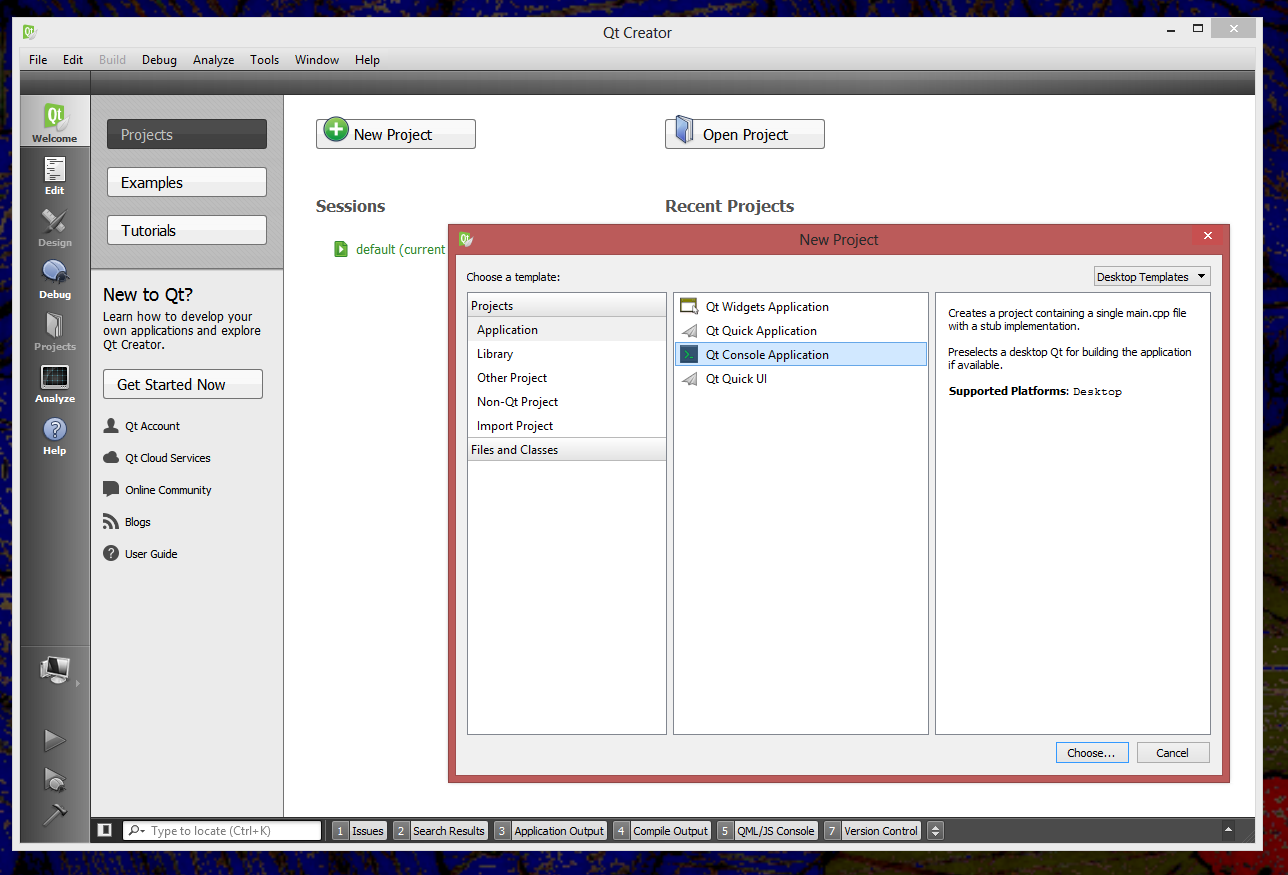 Qt Creator
File Edit Build Debug Analyze Tools Window Help
Qt
Welcome
Edit
Design
Debug
Projects
Analyze
Help
Projects
Examples
Tutorials
New to Qt?
Learn how to develop your
own applications and explore
Qt Creator.
Get Started Now
Qt Account
Qt Cloud Services
Online Community
Blogs
User Guide
New Project
Open Project
Sessions
Recent Projects
default (current
New Project
Choose a template:
Desktop Templates
Projects
Application
Library
Other Project
Non-Qt Project
Import Project
Files and Classes
Qt Widgets Application
Qt Quick Application
Qt Console Application
Qt Quick UI
Creates a project containing a single main.cpp file
with a stub implementation.
Preselects a desktop Qt for building the application
if available.
Supported Platforms: Desktop
Choose...
Cancel
Type to locate (Ctrl+K)
1 Issues
2 Search Results
3 Application Output
4 Compile Output
5 QML/JS Console
7 Version Control